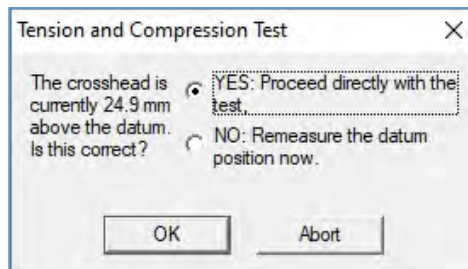 Tension and Compression Test
The crosshead is
currently 24.9 mm
above the datum.
Is this correct?
YES: Proceed directly with the
test.
NO: Remeasure the datum
position now.
OK
Abort